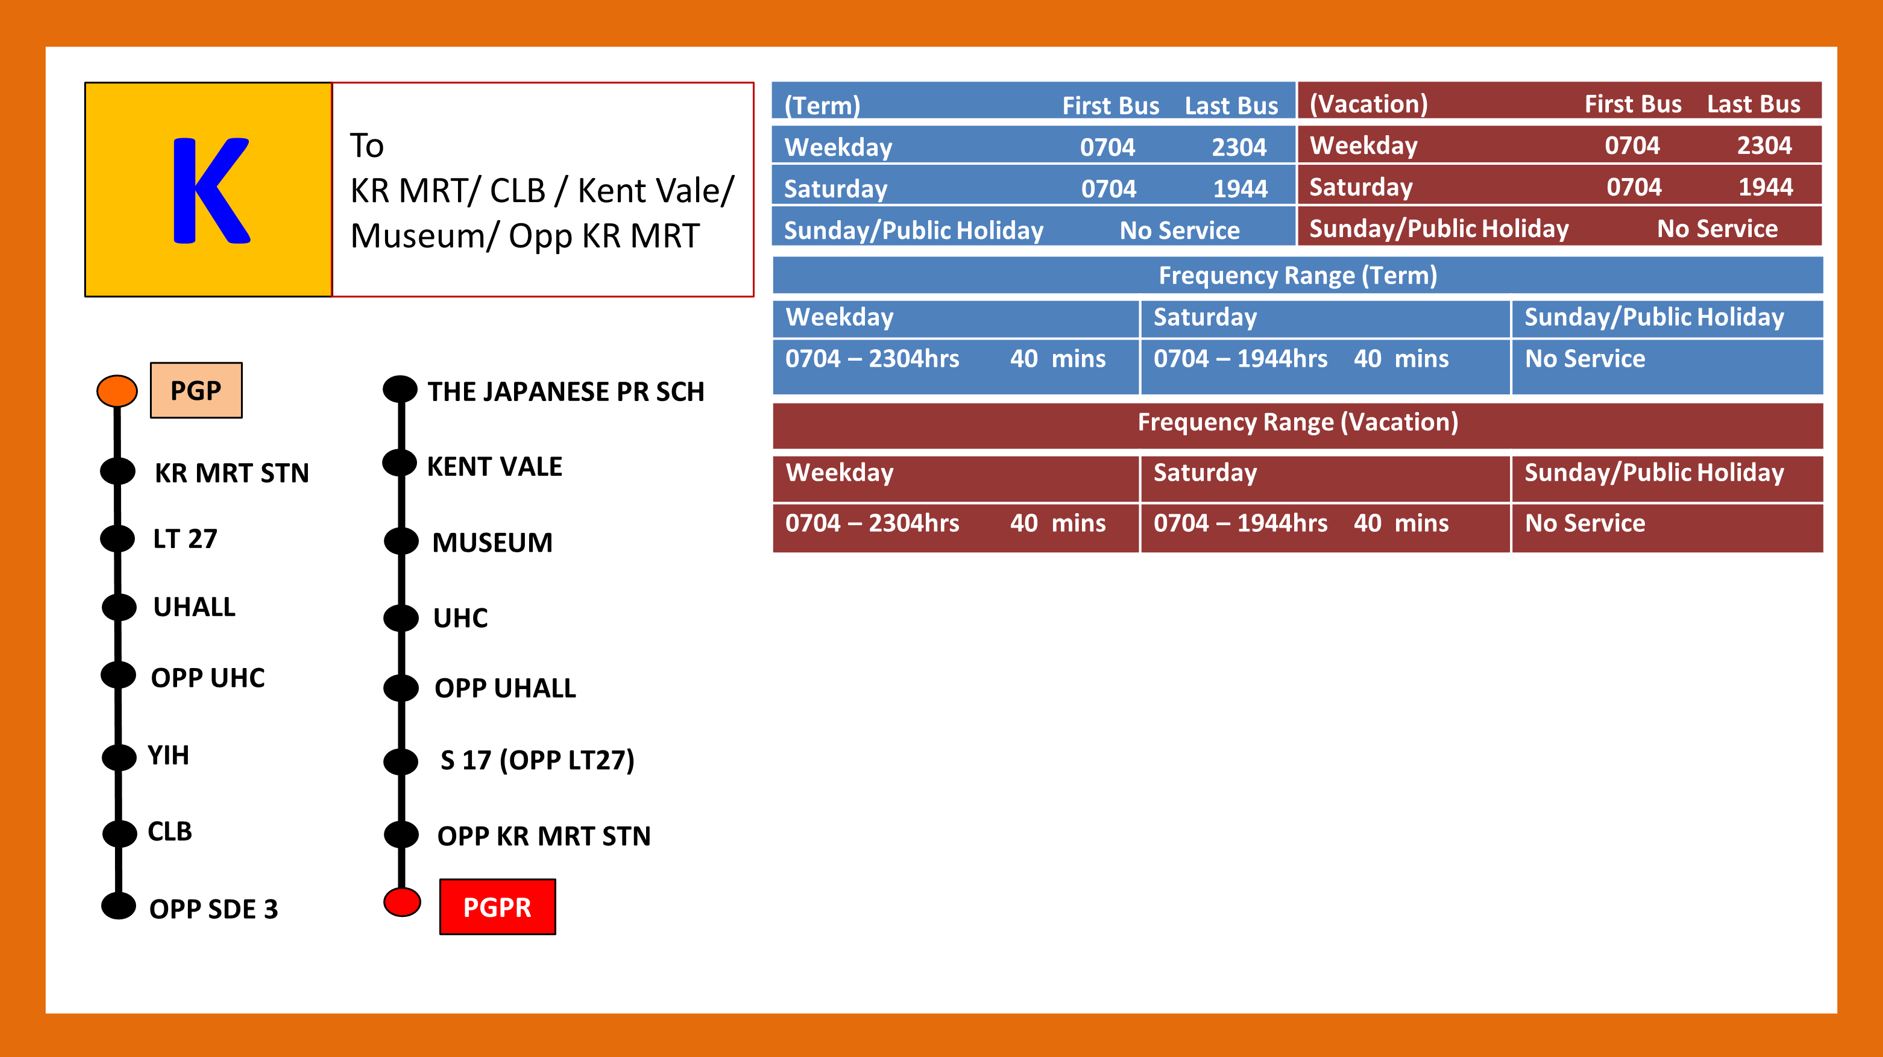 K
To
KR MRT/ CLB / Kent Vale/
Museum/ Opp KR MRT
(Term) First Bus Last Bus
Weekday 0704 2304
Saturday 0704 1944
Sunday/Public Holiday No Service
(Vacation) First Bus Last Bus
Weekday 0704 2304
Saturday 0704 1944
Sunday/Public Holiday No Service
Frequency Range (Term)
Weekday Saturday Sunday/Public Holiday
0704 – 2304hrs 40 mins 0704 – 1944hrs 40 mins No Service
Frequency Range (Vacation)
Weekday Saturday Sunday/Public Holiday
0704 – 2304hrs 40 mins 0704 – 1944hrs 40 mins No Service
PGP
KR MRT STN
LT 27
UHALL
OPP UHC
YIH
CLB
OPP SDE 3
THE JAPANESE PR SCH
KENT VALE
MUSEUM
UHC
OPP UHALL
S 17 (OPP LT27)
OPP KR MRT STN
PGPR